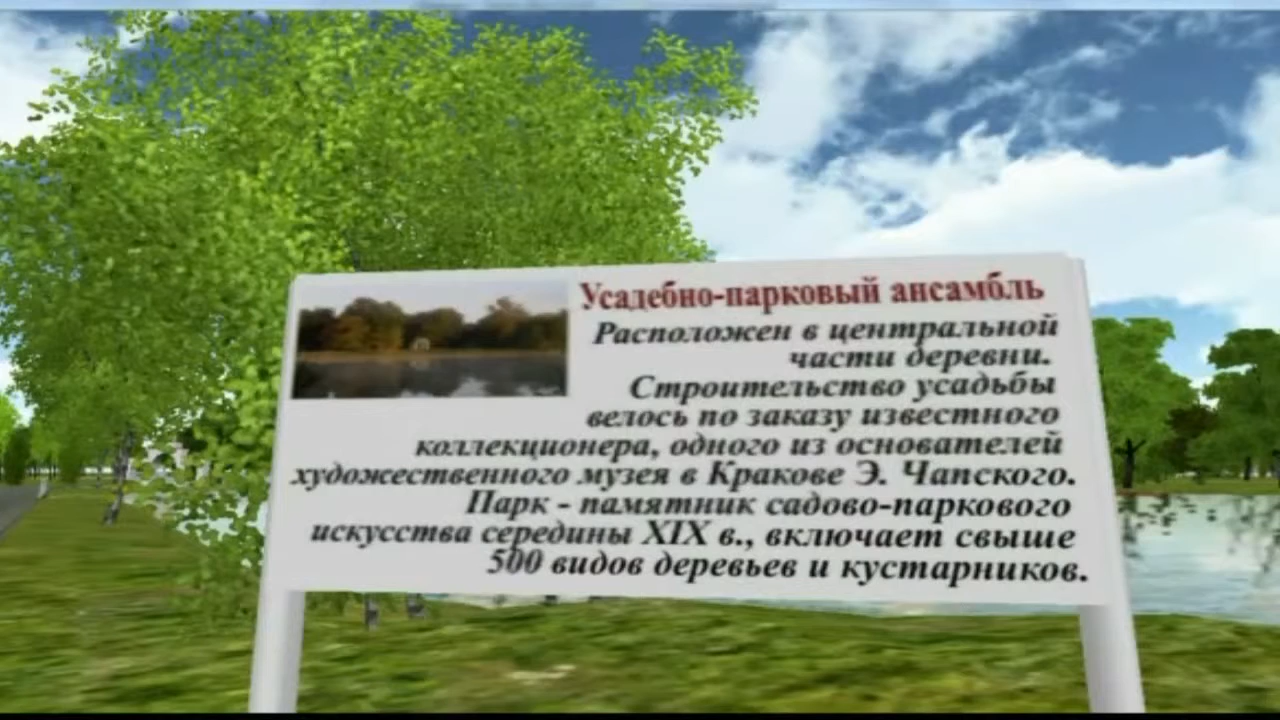 Усадебно-парковый ансамбль
Расположен в центральной
части деревни.
Строительство усадьбы
велось по заказу известного
коллекционера, одного из основателей
художественного музея в Кракове Э. Чапского.
Парк - памятник садово-паркового
искусства середины XIX в., включает свыше
500 видов деревьев и кустарников.